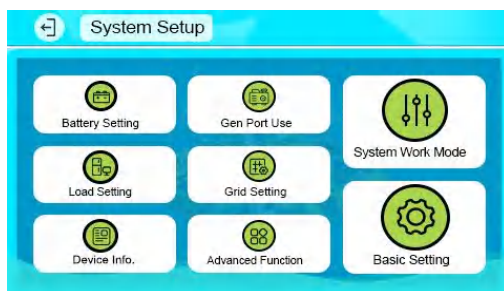 System Setup
Battery Setting
Gen Port Use
System Work Mode
Load Setting
Grid Setting
Device Info.
Advanced Function
Basic Setting